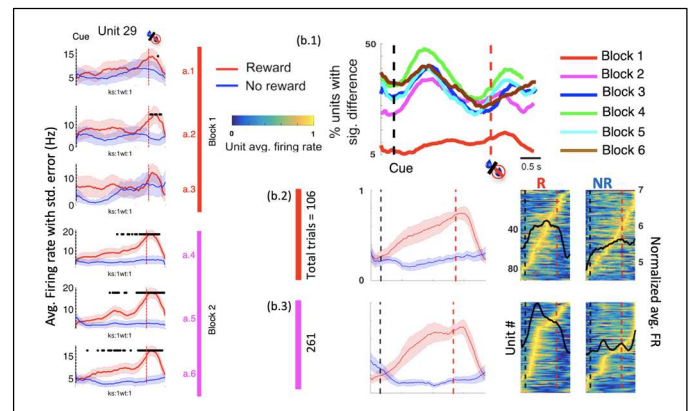 Unit 29
Cue
Avg. Firing rate with std. error (Hz)
15
5
ks:1wt:1
a.1
10
0
ks:1wt:1
a.2
10
0
ks:1wt:1
a.3
Block 1
20
10
0
ks:1wt:1
a.4
20
10
0
ks:1wt:1
a.5
15
5
ks:1wt:1
a.6
Block 2
Reward
No reward
0
1
Unit avg. firing rate
(b.1)
50
5
% units with
sig. difference
Cue
0.5 s
Block 1
Block 2
Block 3
Block 4
Block 5
Block 6
(b.2)
Total trials = 106
1
0
R
NR
40
80
7
6
5
Normalized avg. FR
(b.3)
261
Unit #